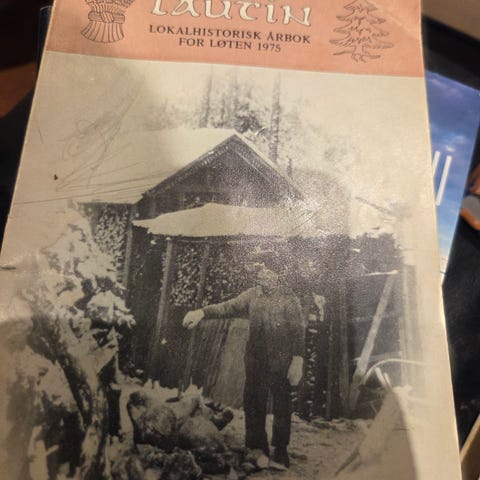 LAUTIN
LOKALHISTORISK ÅRBOK
FOR LØTEN 1975